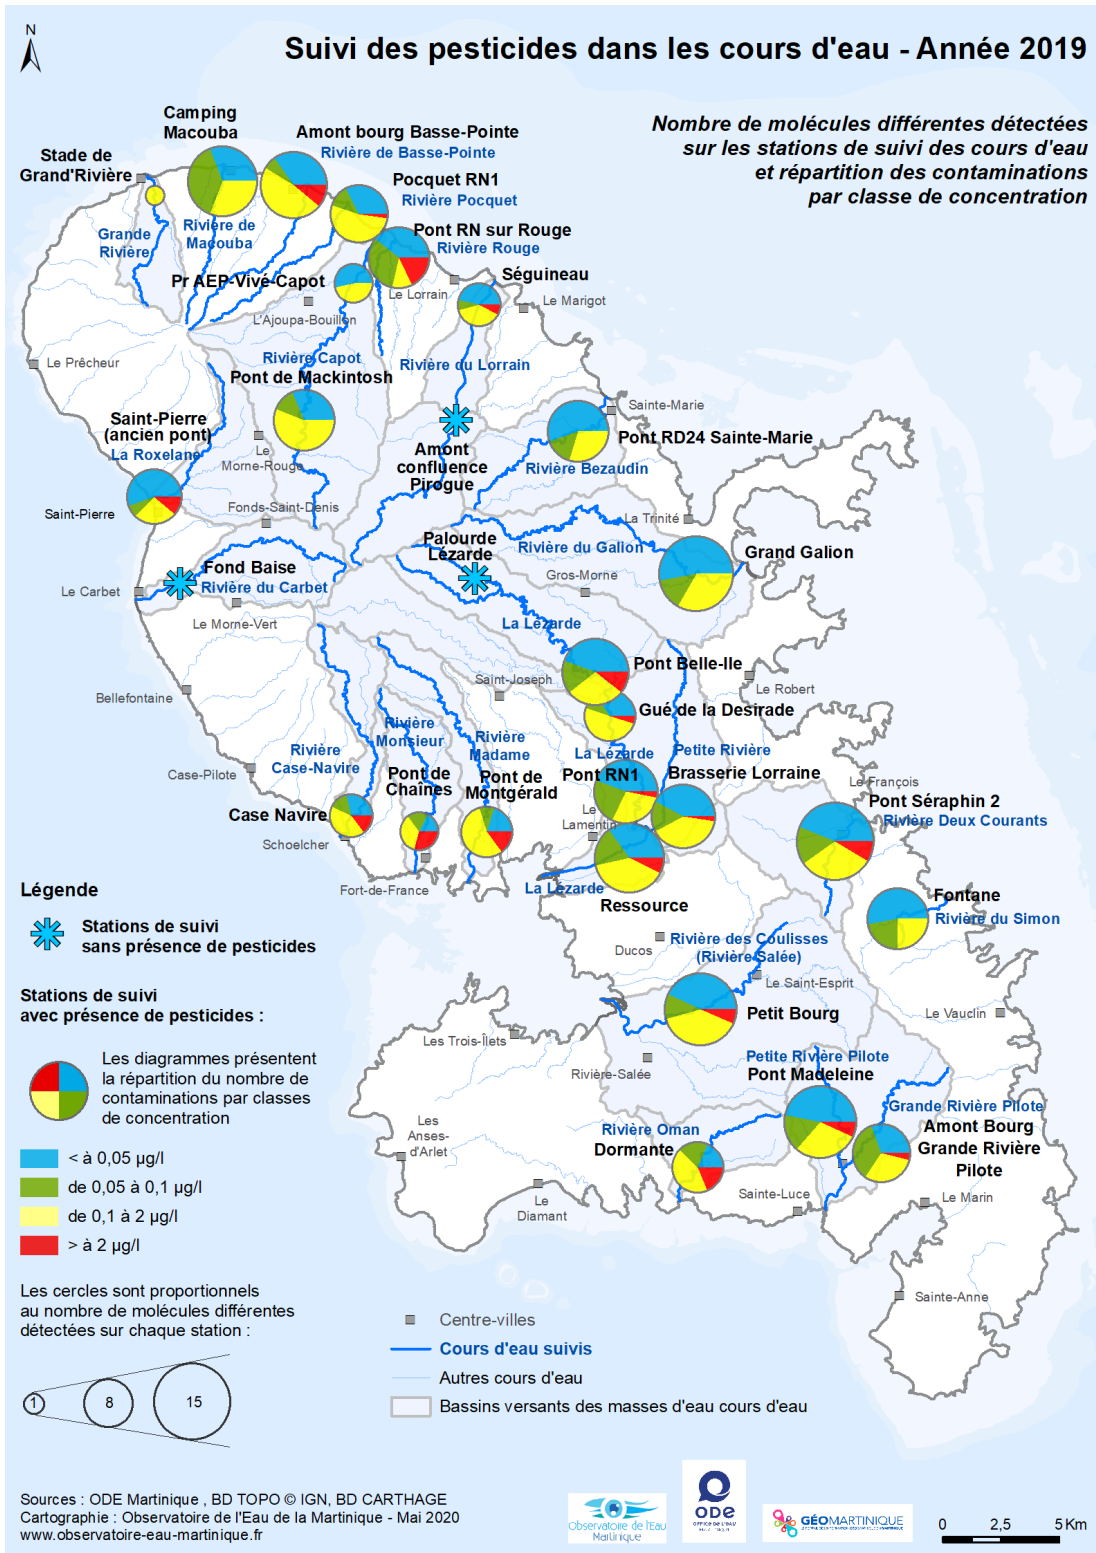 N
Suivi des pesticides dans les cours d'eau - Année 2019
Nombre de molécules différentes détectées
sur les stations de suivi des cours d'eau
et répartition des contaminations
par classe de concentration
Camping
Macouba
Amont bourg Basse-Pointe
Rivière de Basse-Pointe
Stade de
Grand'Rivière
Pocquet RN1
Rivière Pocquet
Grande
Rivière
Rivière de
Macouba
Pont RN sur Rouge
Rivière Rouge
Pr AEP-Vivé-Capot
Séguineau
Le Lorrain
Le Marigot
L'Ajoupa-Bouillon
Le Prêcheur
Rivière Capot
Pont de Mackintosh
Rivière du Lorrain
Sainte-Marie
Saint-Pierre
(ancien pont)
La Roxelane
Le
Morne-Rouge
Amont
confluence
Pirogue
Pont RD24 Sainte-Marie
Rivière Bezaudin
Saint-Pierre
Fonds-Saint-Denis
La Trinité
Palourde
Lézarde
Rivière du Galion
Grand Galion
Fond Baise
Rivière du Carbet
Gros-Morne
Le Carbet
Le Morne-Vert
La Lézarde
Pont Belle-Ile
Saint-Joseph
Le Robert
Bellefontaine
Gué de la Desirade
Rivière
Monsieur
Rivière
Madame
Rivière
Case-Navire
La Lézarde
Petite Rivière
Case-Pilote
Pont de
Chaines
Pont de
Montgérald
Pont RN1
Brasserie Lorraine
Le François
Pont Séraphin 2
Rivière Deux Courants
Case Navire
Le
Lamentin
Schoelcher
Fort-de-France
La Lézarde
Ressource
Fontane
Rivière du Simon
Légende
Stations de suivi
sans présence de pesticides
Ducos
Rivière des Coulisses
(Rivière Salée)
Le Saint-Esprit
Stations de suivi
avec présence de pesticides :
Petit Bourg
Le Vauclin
Les Trois-Îlets
Les diagrammes présentent
la répartition du nombre de
contaminations par classes
de concentration
Rivière-Salée
Petite Rivière Pilote
Pont Madeleine
Grande Rivière Pilote
Amont Bourg
Grande Rivière
Pilote
Les
Anses-
d'Arlet
Rivière Oman
Dormante
< à 0,05 µg/l
de 0,05 à 0,1 µg/l
de 0,1 à 2 µg/l
> à 2 µg/l
Sainte-Luce
Le Marin
Le
Diamant
Les cercles sont proportionnels
au nombre de molécules différentes
détectées sur chaque station :
Sainte-Anne
1
8
15
Centre-villes
Cours d'eau suivis
Autres cours d'eau
Bassins versants des masses d'eau cours d'eau
Sources : ODE Martinique , BD TOPO © IGN, BD CARTHAGE
Cartographie : Observatoire de l'Eau de la Martinique - Mai 2020
www.observatoire-eau-martinique.fr
Observatoire de l'Eau
Martinique
ODE
OFFICE DE L'EAU
GÉOMARTINIQUE
0 2,5 5 Km